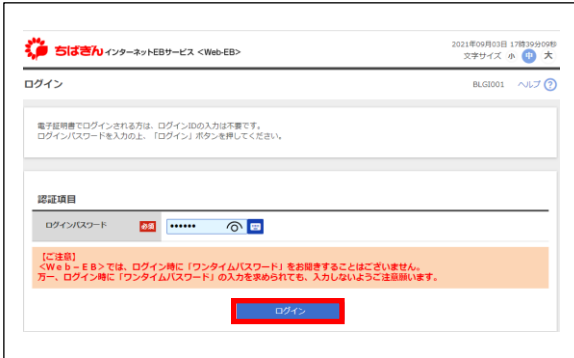 ちばぎん インターネットEBサービス <Web-EB>
2021年09月03日 17時39分09秒
文字サイズ 小 中 大
ログイン
BLGI001 ヘルプ ?
電子証明書でログインされる方は、ログインIDの入力は不要です。
ログインパスワードを入力の上、「ログイン」ボタンを押してください。
認証項目
ログインパスワード 必須 ••••••
【ご注意】
<Web-EB>では、ログイン時に「ワンタイムパスワード」をお聞きすることはございません。
万一、ログイン時に「ワンタイムパスワード」の入力を求められても、入力しないようご注意願います。
ログイン